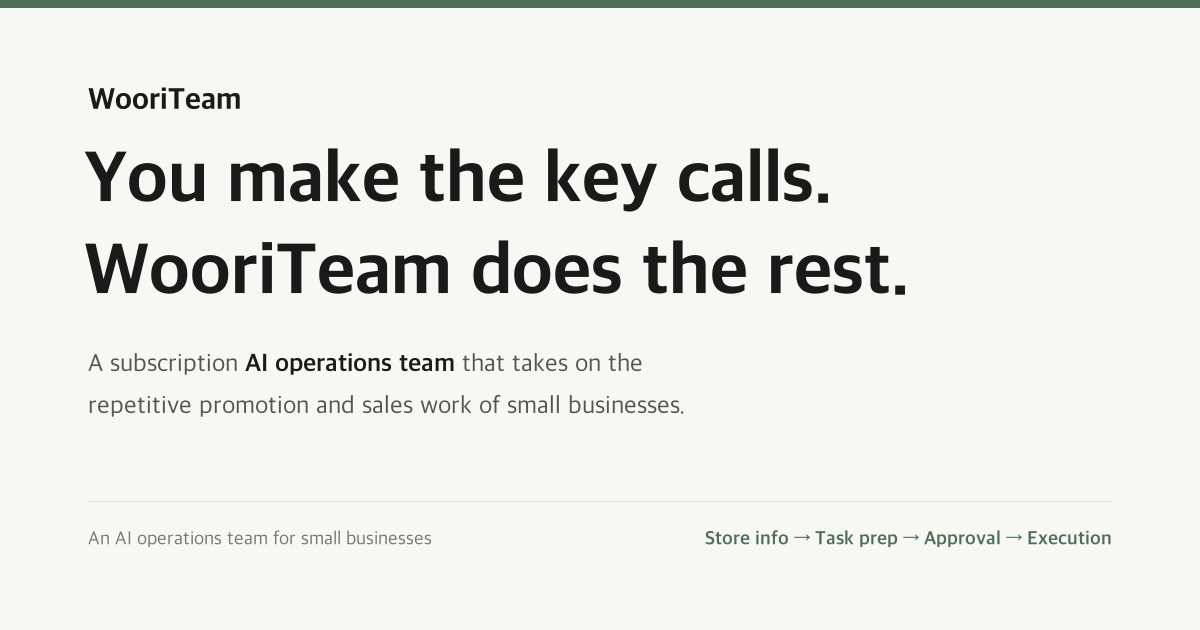 WooriTeam
You make the key calls.
WooriTeam does the rest.
A subscription AI operations team that takes on the
repetitive promotion and sales work of small businesses.
An AI operations team for small businesses
Store info → Task prep → Approval → Execution